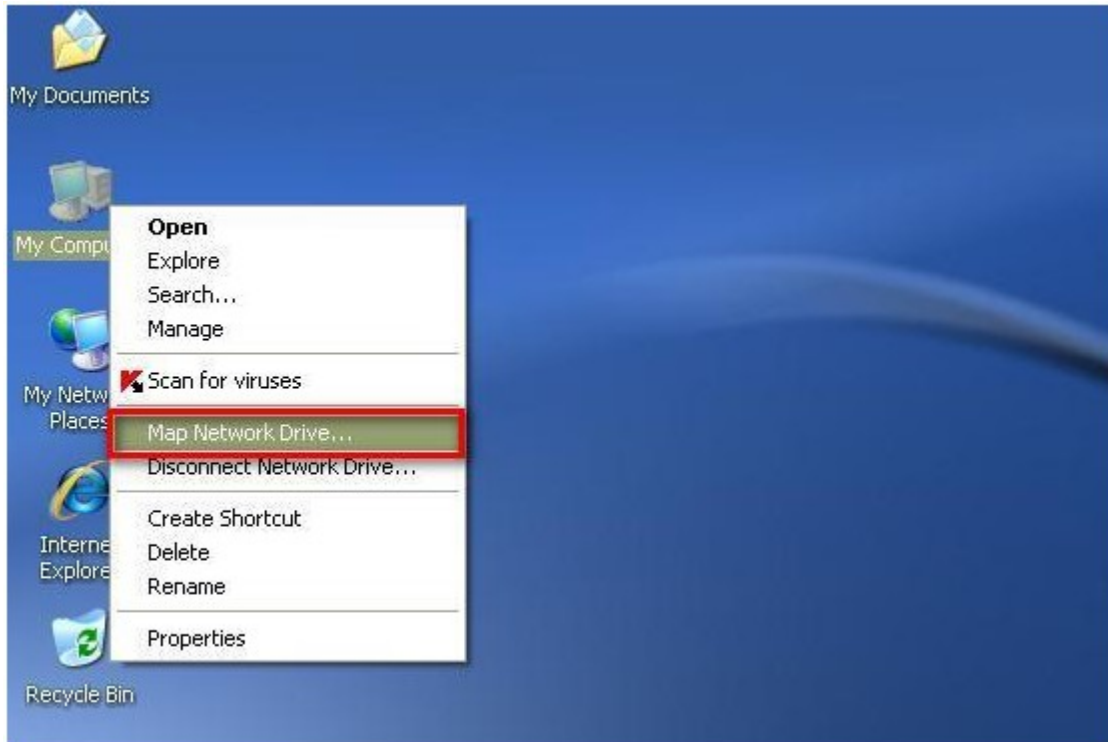 My Documents
My Compu
Open
Explore
Search...
Manage
Scan for viruses
My Netw
Places
Map Network Drive...
Disconnect Network Drive...
Create Shortcut
Interne
Explore
Delete
Rename
Properties
Recycle Bin